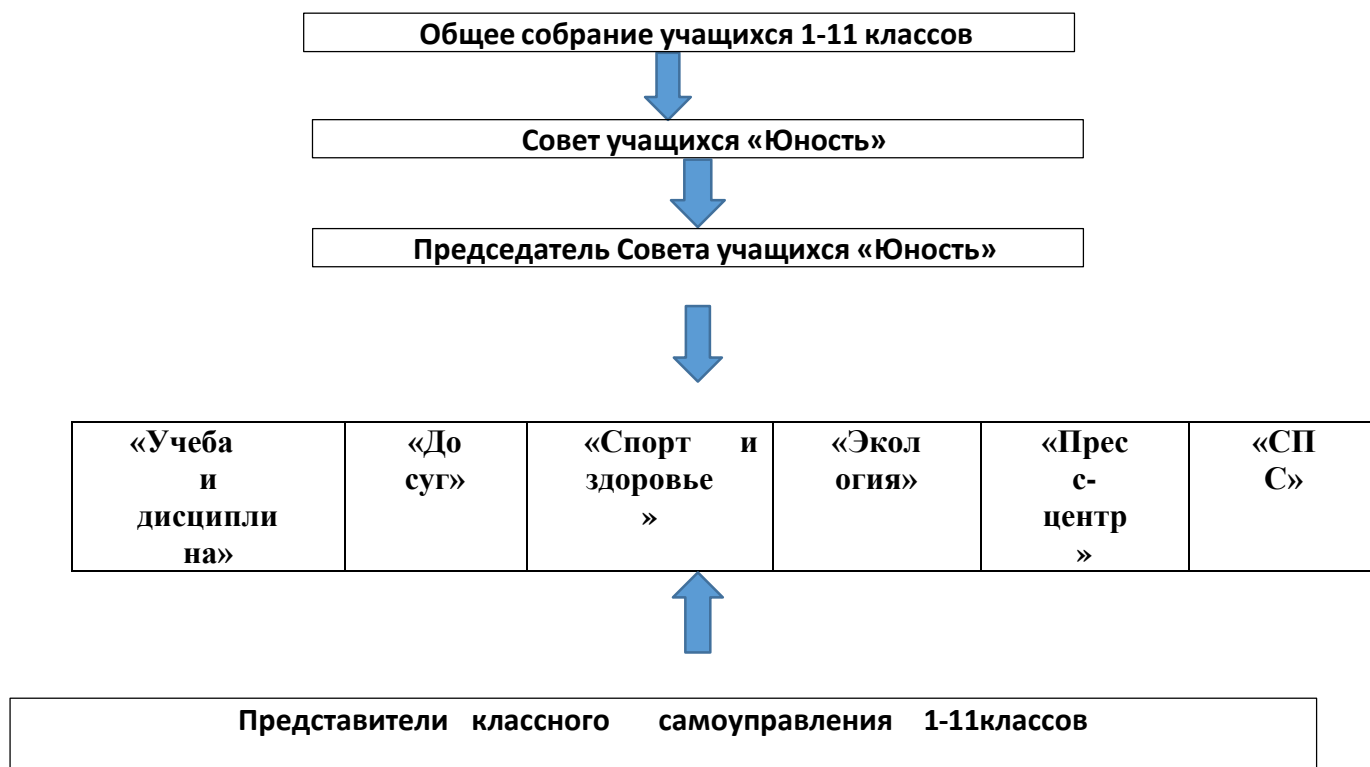 Общее собрание учащихся 1-11 классов
Совет учащихся «Юность»
Председатель Совета учащихся «Юность»
«Учеба
и
дисципли
на»
«До
суг»
«Спорт и
здоровье
»
«Экол
огия»
«Прес
с-
центр
»
«СП
С»
Представители классного самоуправления 1-11классов